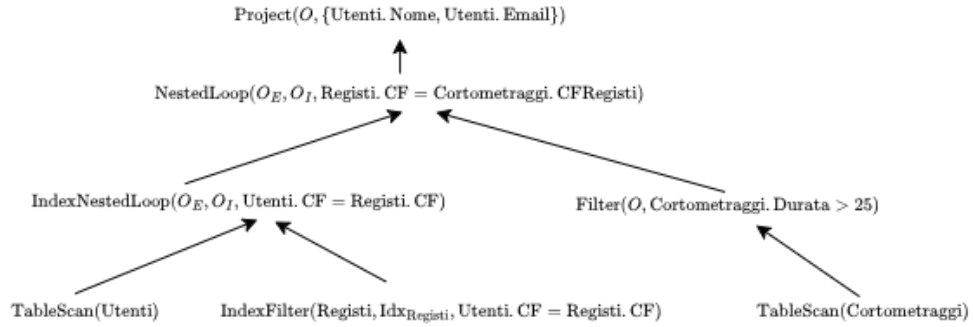 Project(O, {Utenti. Nome, Utenti. Email})
NestedLoop(O_E, O_I, Registi. CF = Cortometraggi. CFRegisti)
IndexNestedLoop(O_E, O_I, Utenti. CF = Registi. CF)
Filter(O, Cortometraggi. Durata > 25)
TableScan(Utenti)
IndexFilter(Registi, Idx_Registi, Utenti. CF = Registi. CF)
TableScan(Cortometraggi)